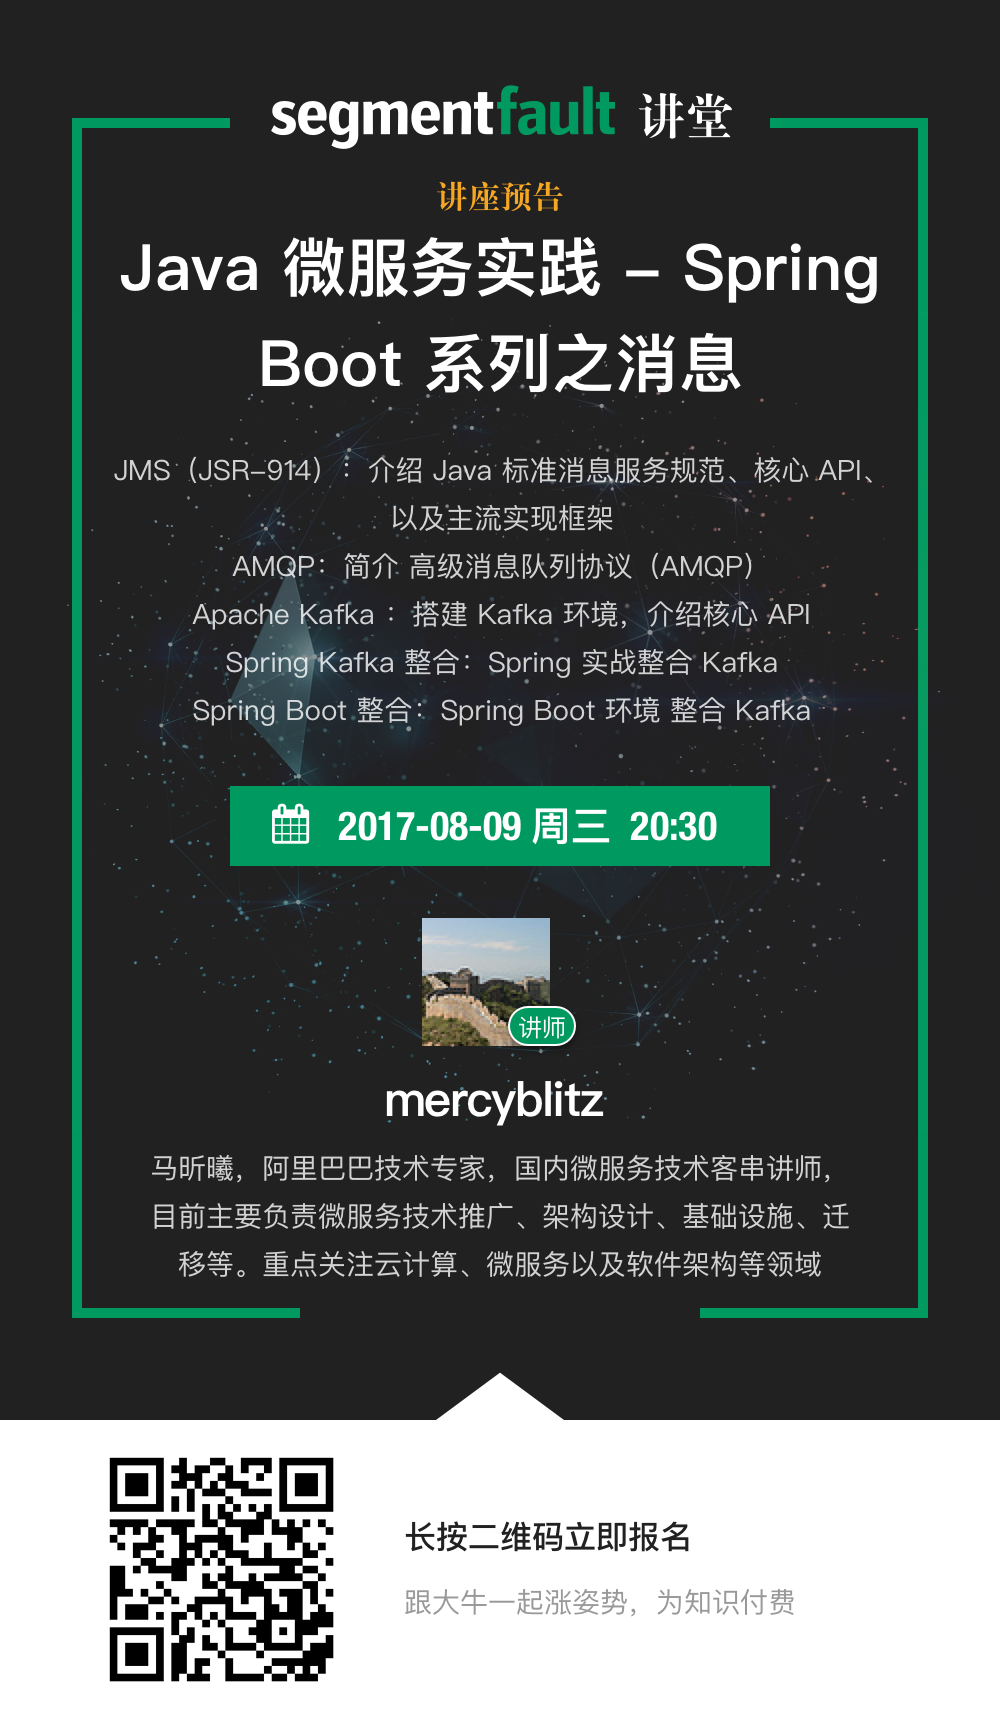 segmentfault 讲堂
讲座预告
Java 微服务实践 – Spring
Boot 系列之消息
JMS（JSR–914）： 介绍 Java 标准消息服务规范、核心 API、
以及主流实现框架
AMQP：简介 高级消息队列协议（AMQP）
Apache Kafka ：搭建 Kafka 环境，介绍核心 API
Spring Kafka 整合：Spring 实战整合 Kafka
Spring Boot 整合：Spring Boot 环境 整合 Kafka
2017-08-09 周三 20:30
讲师
mercyblitz
马昕曦，阿里巴巴技术专家，国内微服务技术客串讲师，
目前主要负责微服务技术推广、架构设计、基础设施、迁
移等。重点关注云计算、微服务以及软件架构等领域
长按二维码立即报名
跟大牛一起涨姿势，为知识付费